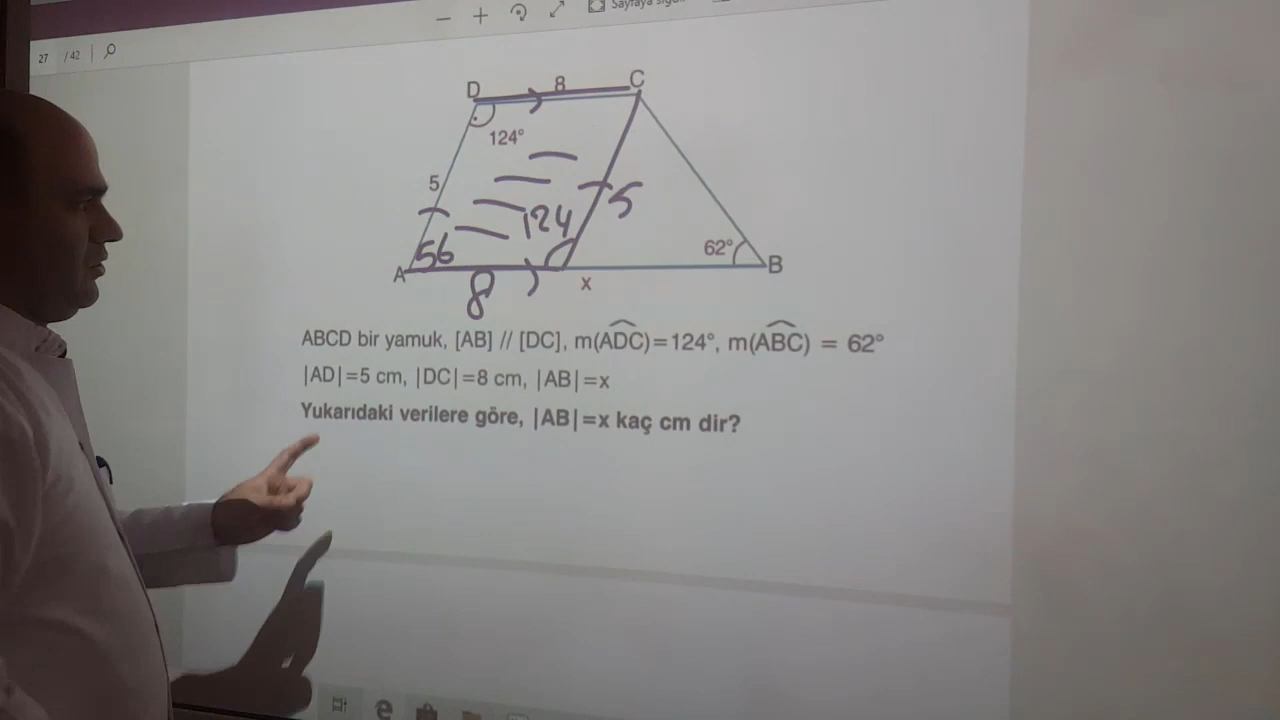 27 / 42
D 8 C
124°
5
5
124
56
62°
A
B
8
x
ABCD bir yamuk, [AB] // [DC], m(ADC)=124°, m(ABC) = 62°
|AD|=5 cm, |DC|=8 cm, |AB|=x
Yukarıdaki verilere göre, |AB|=x kaç cm dir?